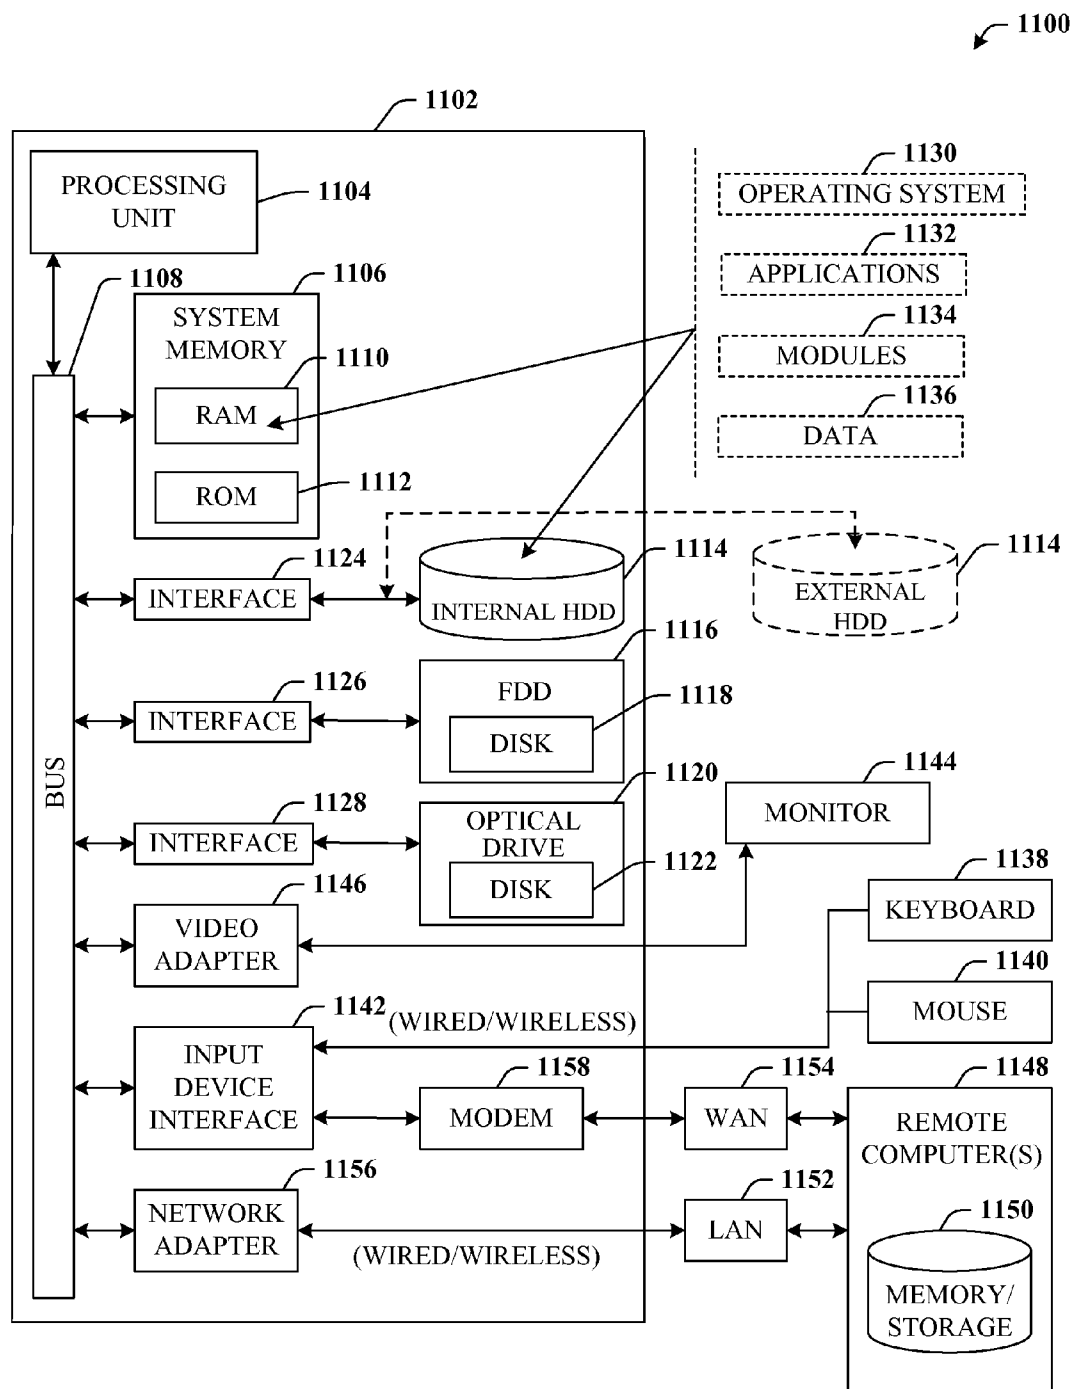 1100
1102
PROCESSING
UNIT
1104
1108
1106
SYSTEM
MEMORY
1110
RAM
ROM
1112
1130
OPERATING SYSTEM
1132
APPLICATIONS
1134
MODULES
1136
DATA
1124
INTERFACE
1114
INTERNAL HDD
1114
EXTERNAL
HDD
1126
INTERFACE
1116
FDD
1118
DISK
BUS
1128
INTERFACE
1120
OPTICAL
DRIVE
1122
DISK
1144
MONITOR
1146
VIDEO
ADAPTER
1138
KEYBOARD
1140
MOUSE
1142
(WIRED/WIRELESS)
INPUT
DEVICE
INTERFACE
1158
MODEM
1154
WAN
1148
REMOTE
COMPUTER(S)
1156
NETWORK
ADAPTER
(WIRED/WIRELESS)
1152
LAN
1150
MEMORY/
STORAGE